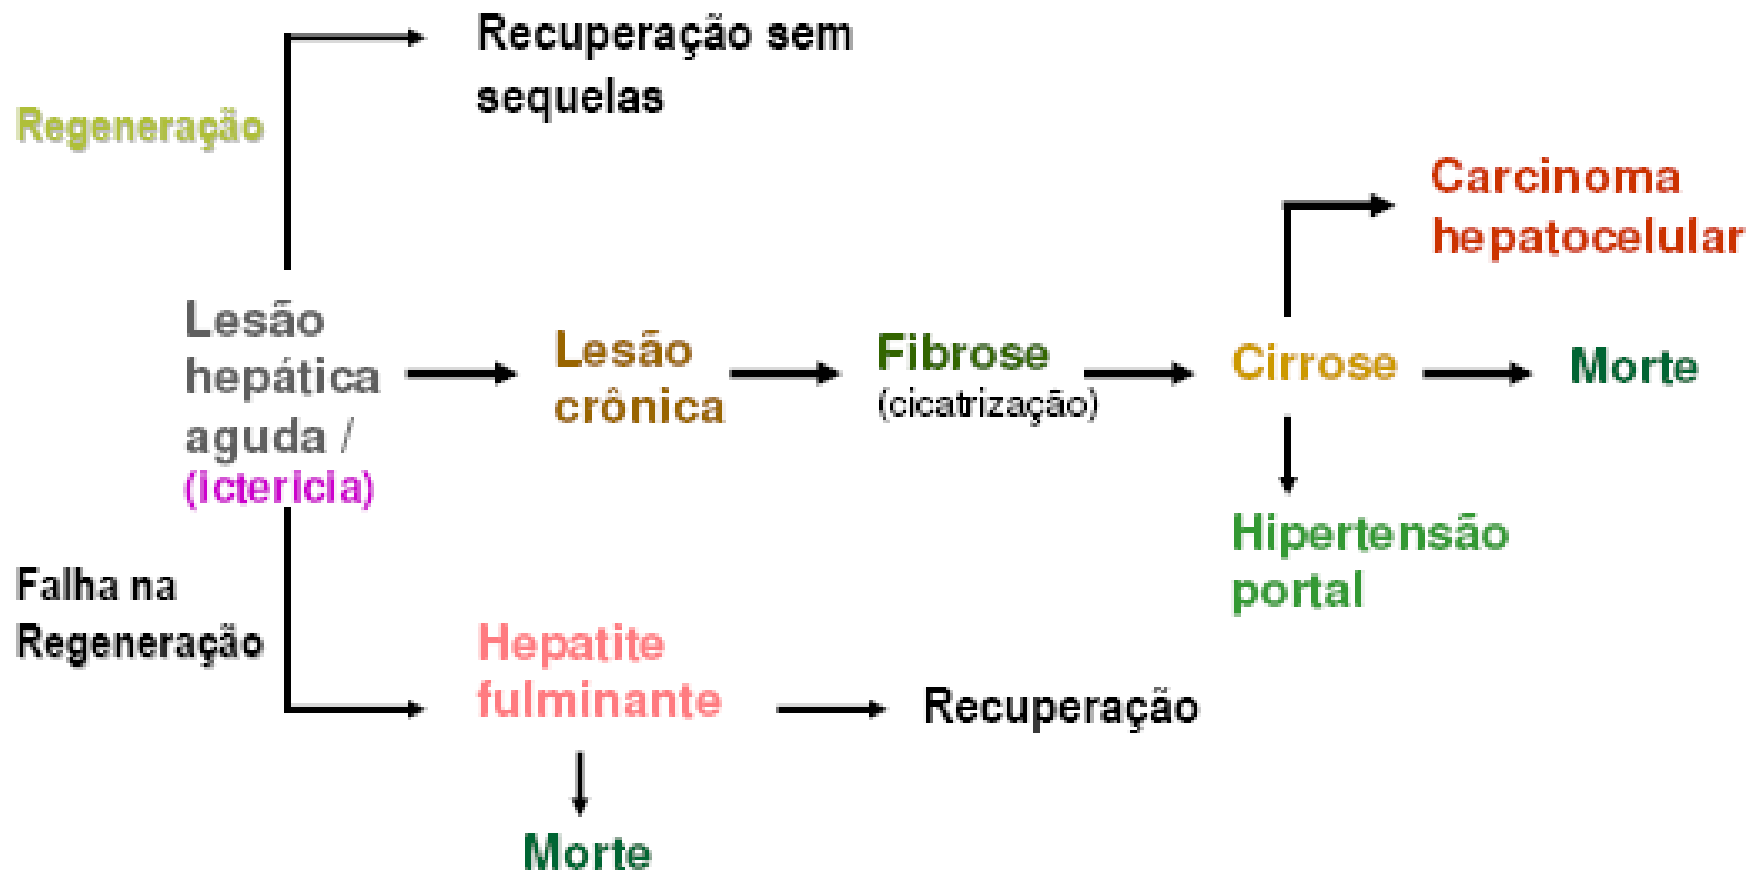 Recuperação sem
sequelas
Regeneração
Carcinoma
hepatocelular
Lesão
hepática
aguda /
(icterícia)
Lesão
crônica
Fibrose
(cicatrização)
Cirrose
Morte
Hipertensão
portal
Falha na
Regeneração
Hepatite
fulminante
Recuperação
Morte